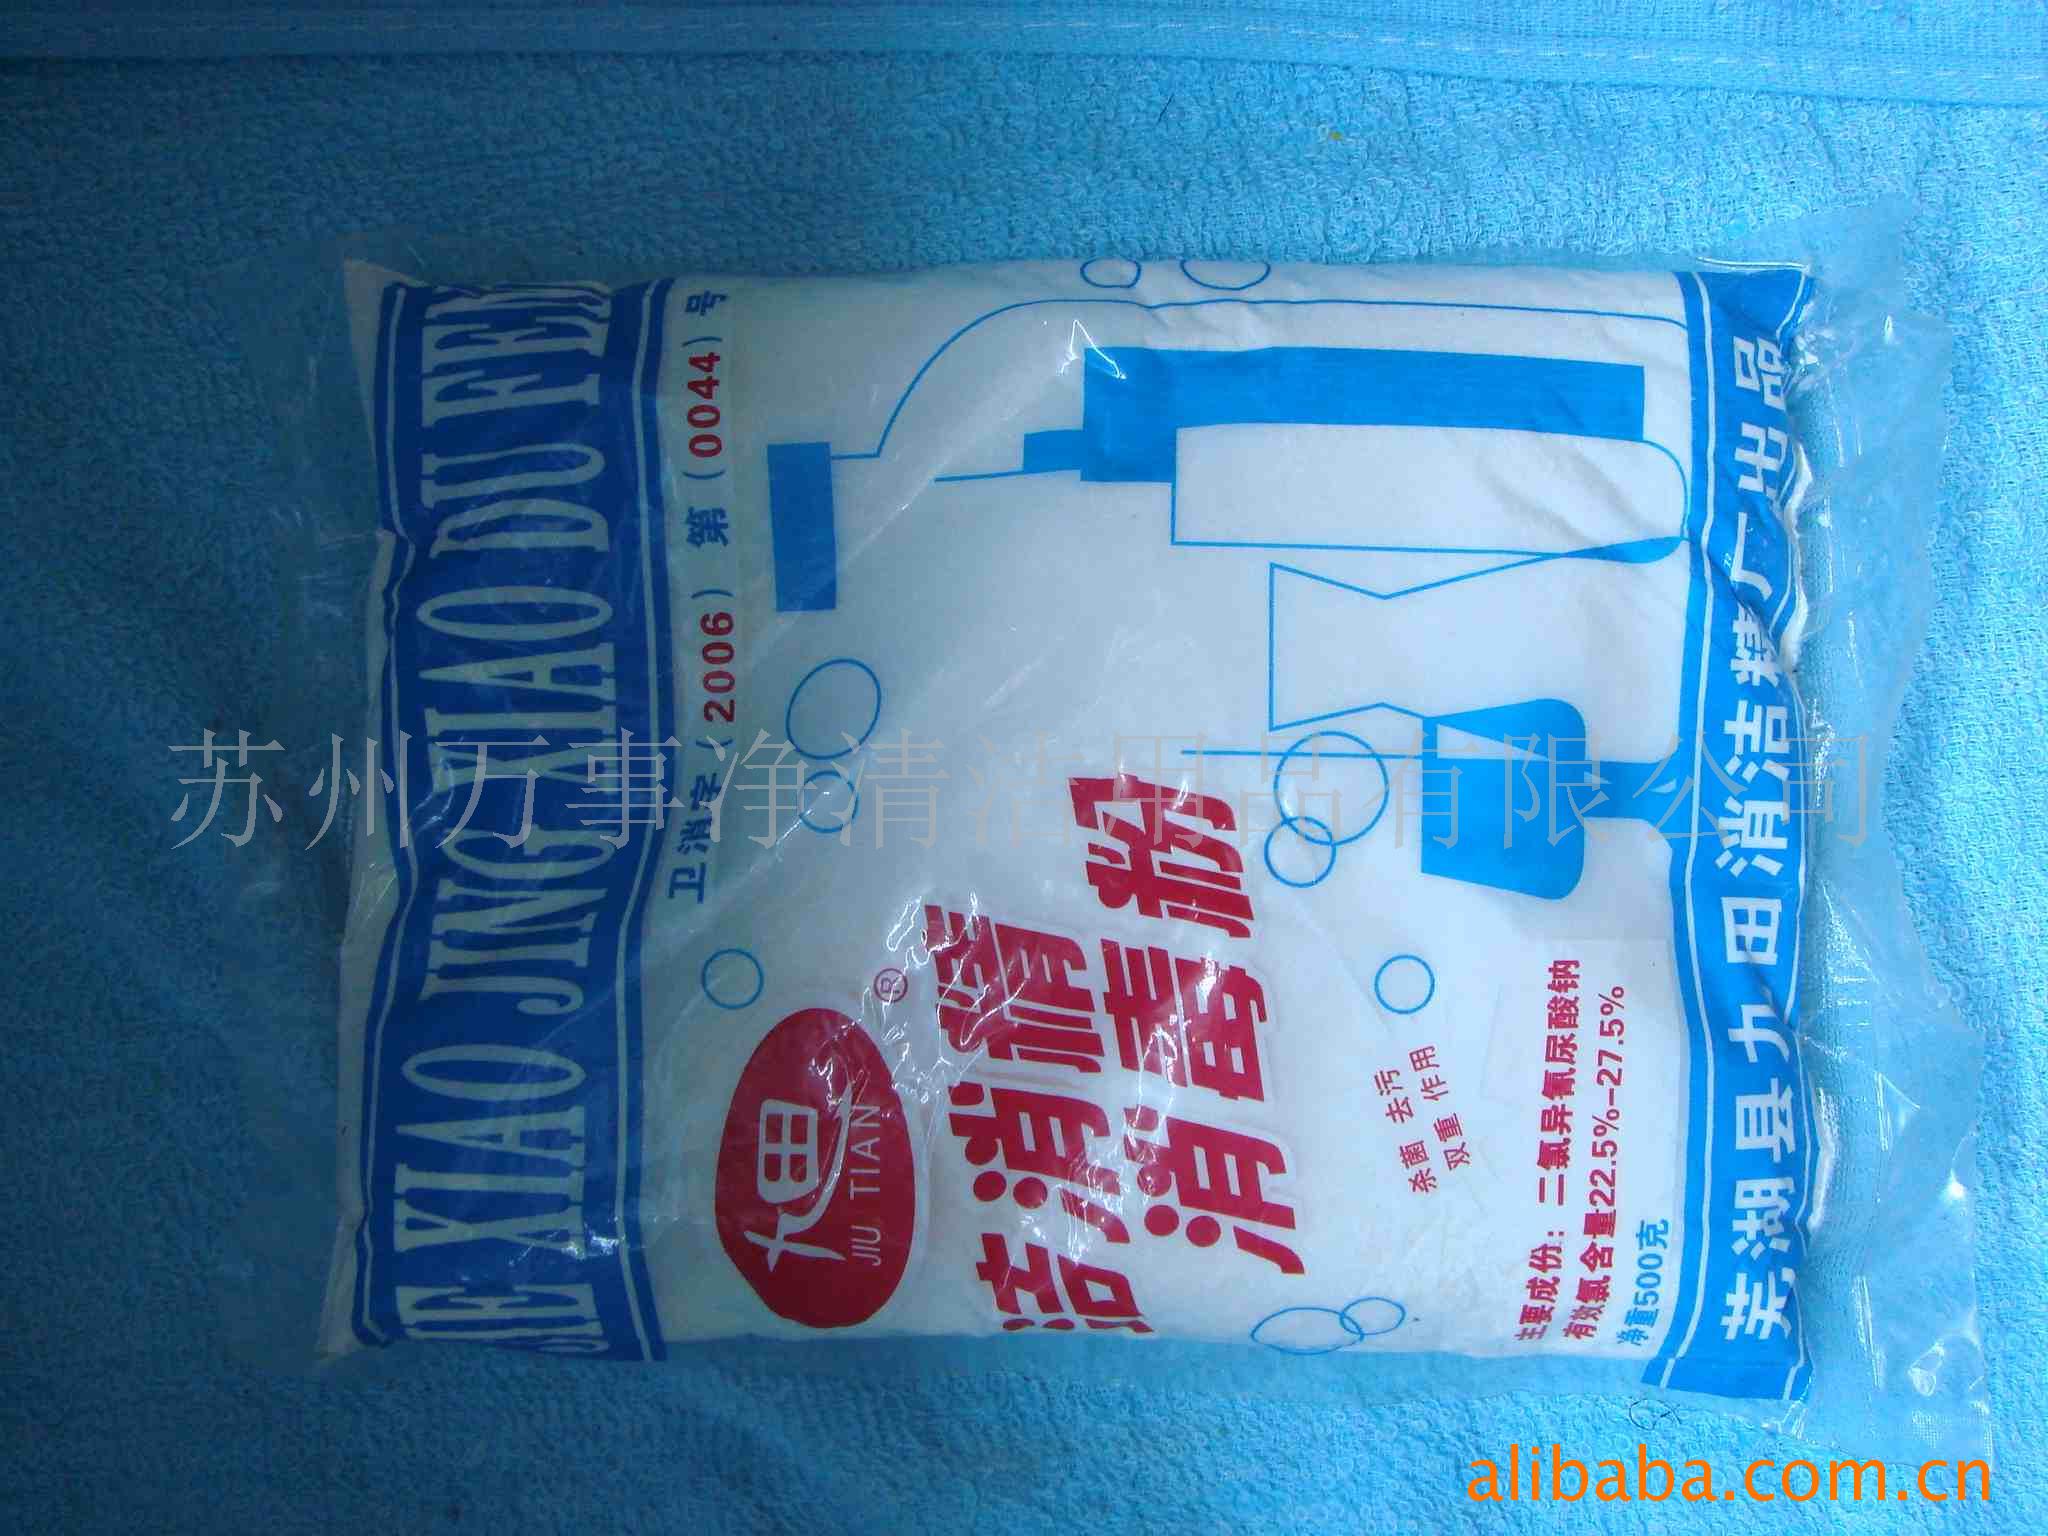 JIE XIAO JING XIAO DU FEN
卫消字（2006）第（0044）号
JIU TIAN
®
洁消精
消毒粉
杀菌 去污
双重 作用
主要成份：二氯异氰尿酸钠
有效氯含量22.5%-27.5%
净重500克
芜湖县九田消洁精厂出品
苏州万事净清洁用品有限公司
alibaba.com.cn